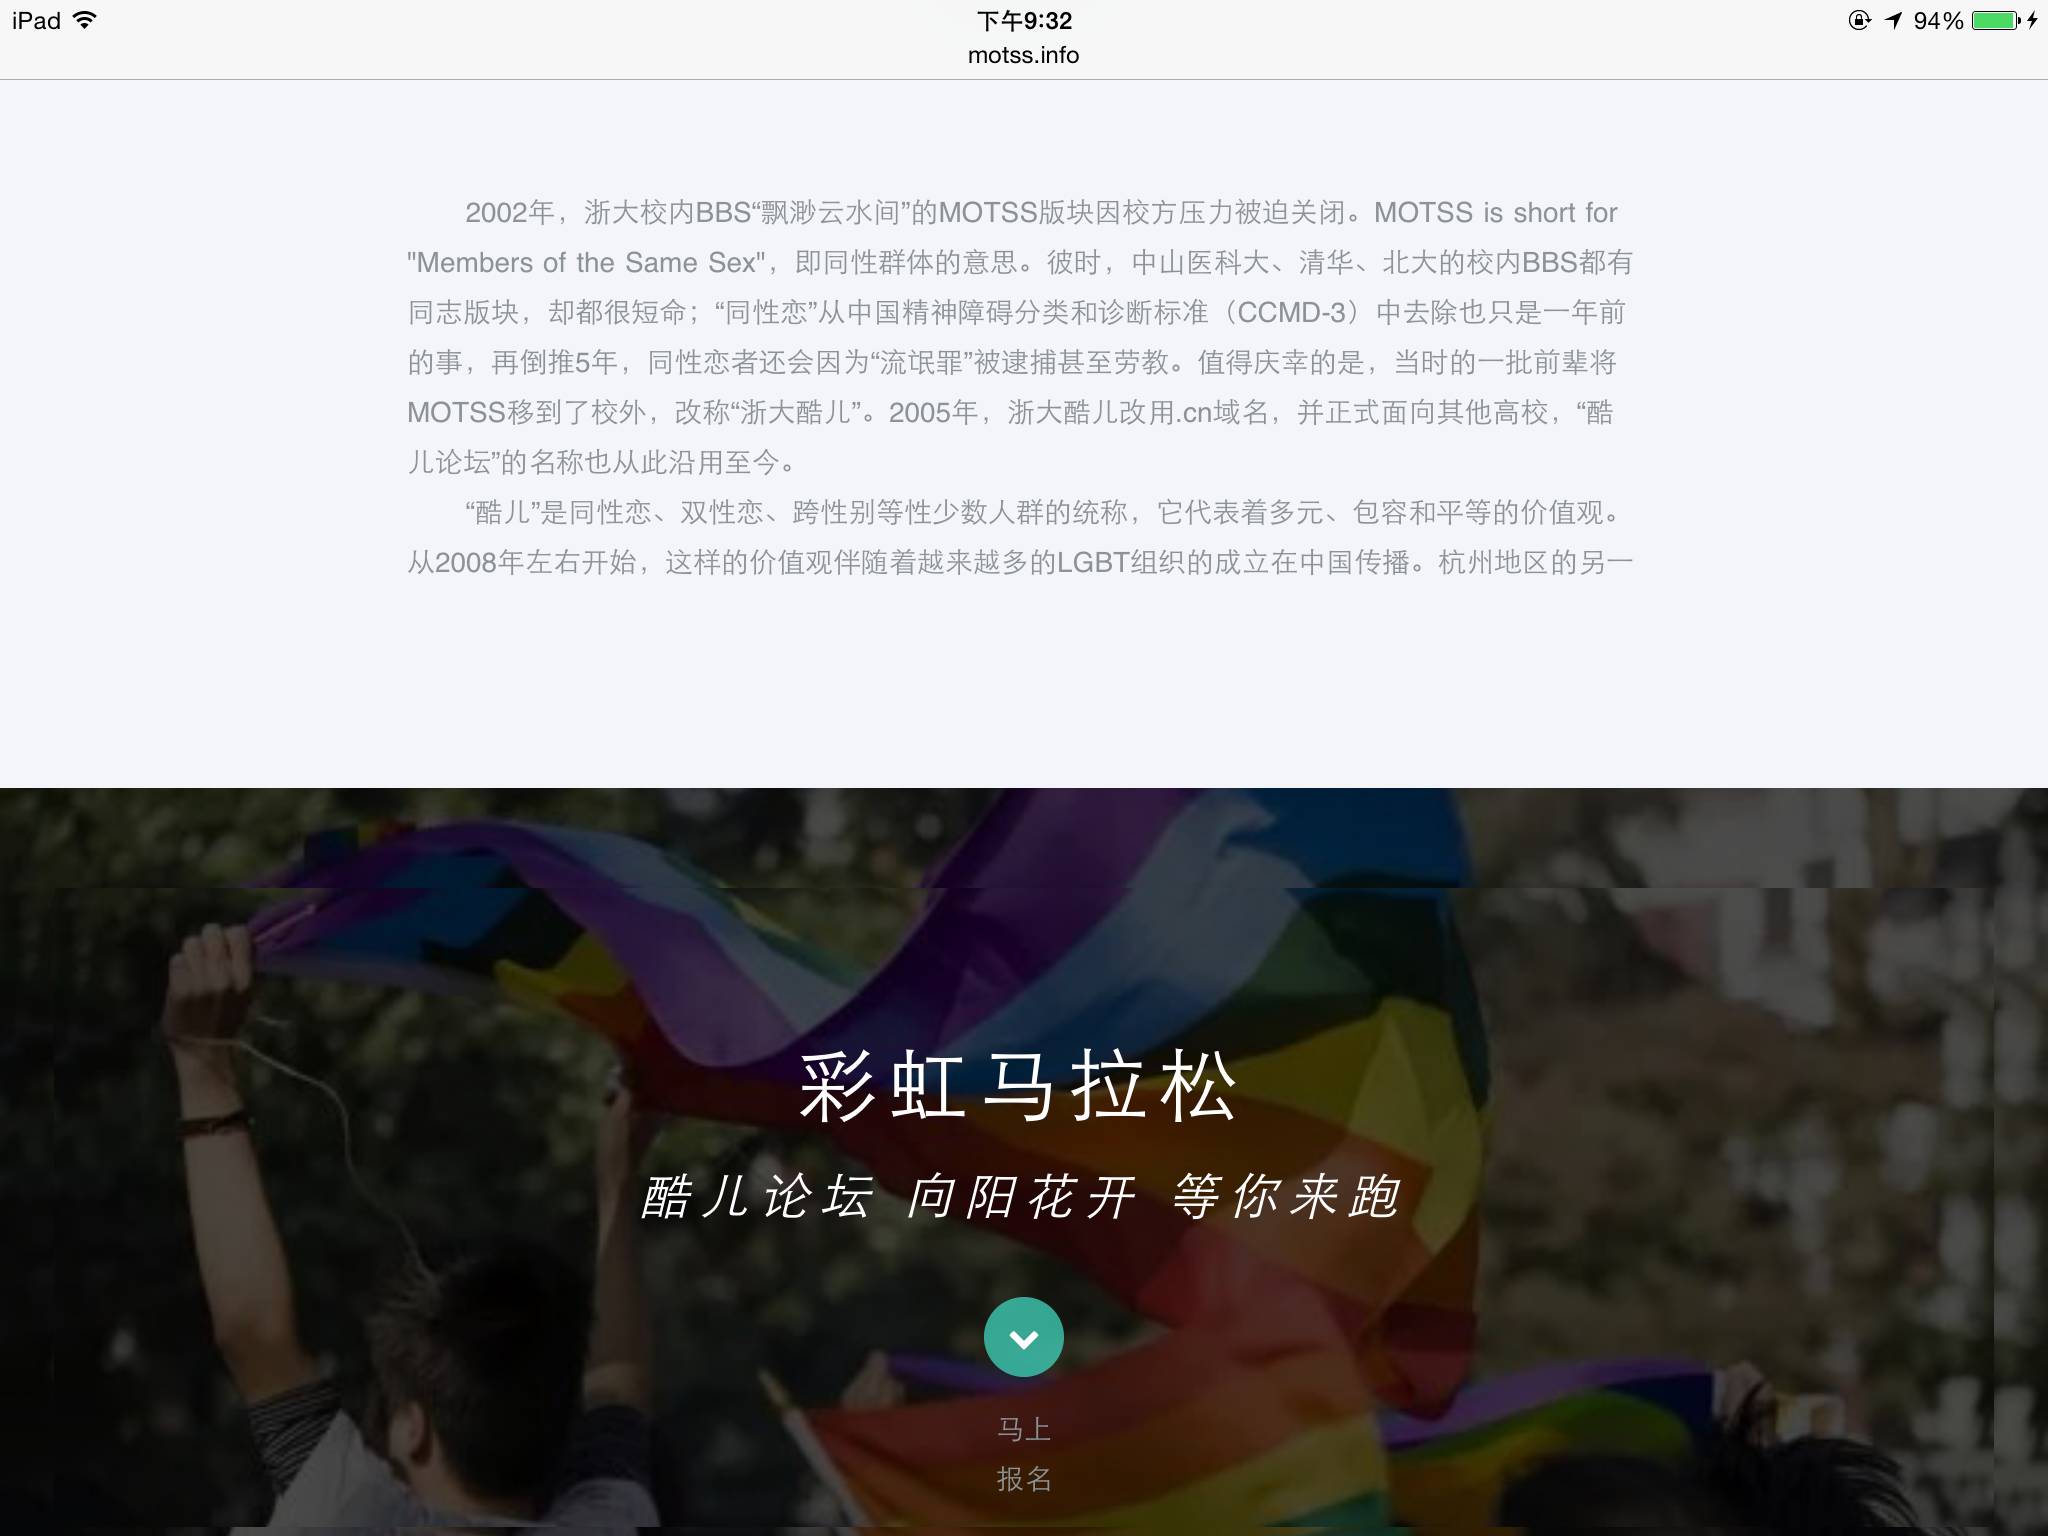 iPad 下午9:32 94%
motss.info
2002年，浙大校内BBS“飘渺云水间”的MOTSS版块因校方压力被迫关闭。MOTSS is short for
"Members of the Same Sex"，即同性群体的意思。彼时，中山医科大、清华、北大的校内BBS都有
同志版块，却都很短命；“同性恋”从中国精神障碍分类和诊断标准（CCMD-3）中去除也只是一年前
的事，再倒推5年，同性恋者还会因为“流氓罪”被逮捕甚至劳教。值得庆幸的是，当时的一批前辈将
MOTSS移到了校外，改称“浙大酷儿”。2005年，浙大酷儿改用.cn域名，并正式面向其他高校，“酷
儿论坛”的名称也从此沿用至今。
“酷儿”是同性恋、双性恋、跨性别等性少数人群的统称，它代表着多元、包容和平等的价值观。
从2008年左右开始，这样的价值观伴随着越来越多的LGBT组织的成立在中国传播。杭州地区的另一
彩虹马拉松
酷儿论坛 向阳花开 等你来跑
马上
报名